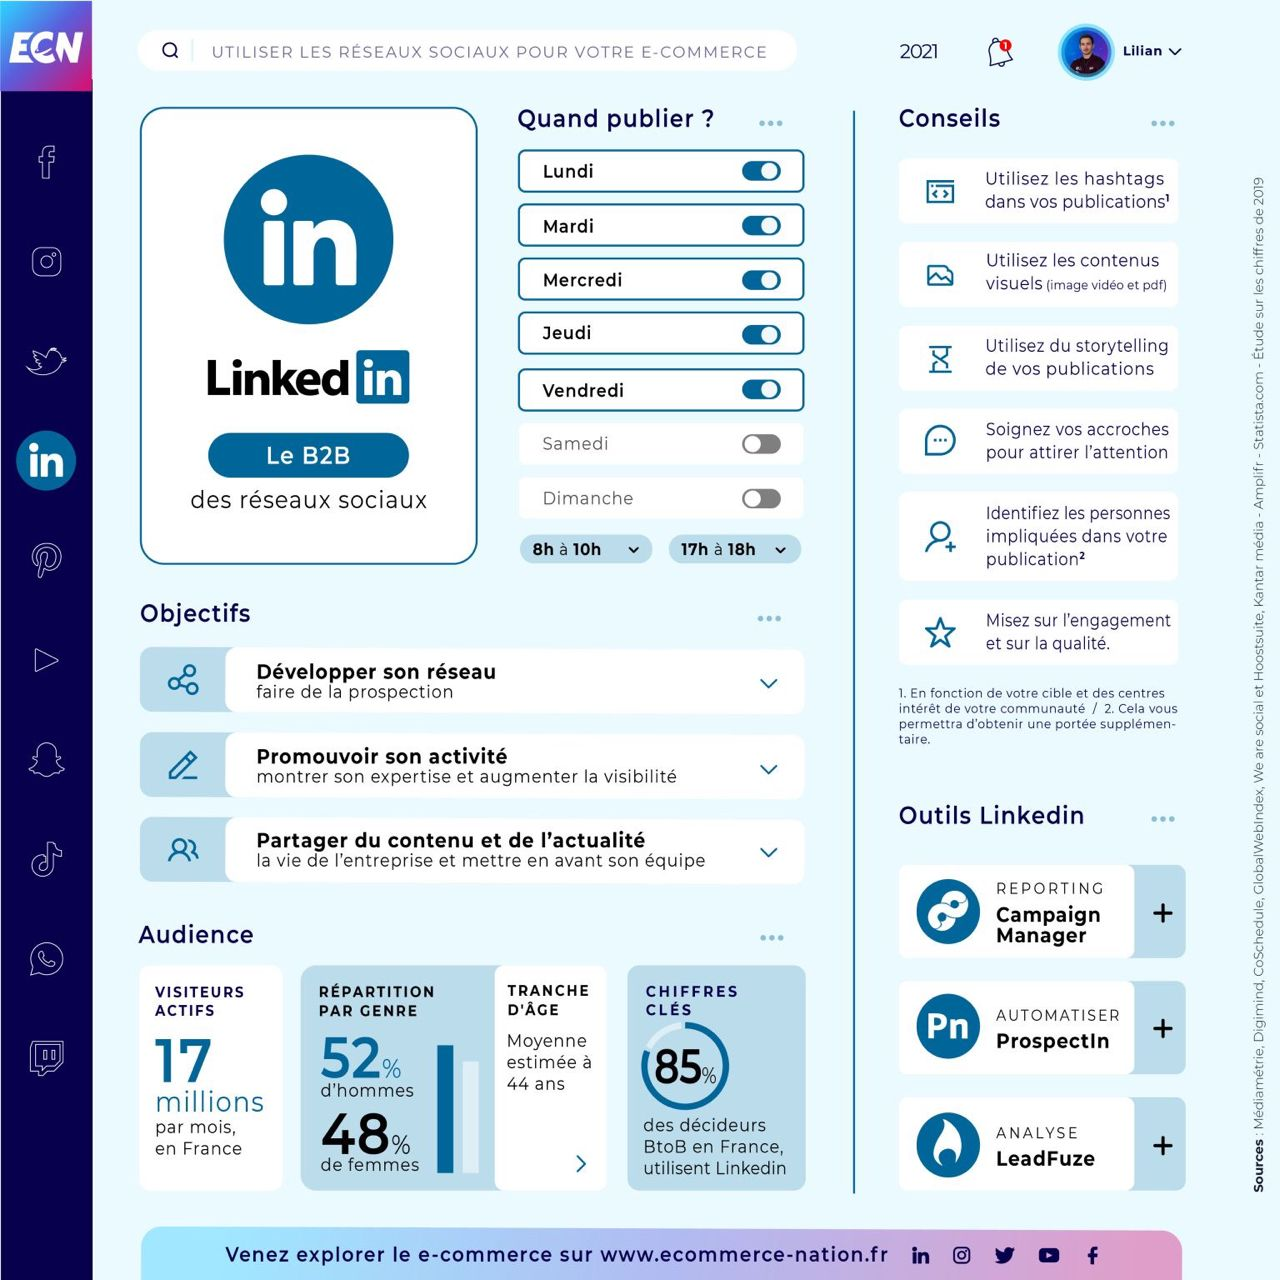 ECN
UTILISER LES RÉSEAUX SOCIAUX POUR VOTRE E-COMMERCE
2021
1
Lilian
in
Linked in
Le B2B
des réseaux sociaux
Quand publier ?
Lundi
Mardi
Mercredi
Jeudi
Vendredi
Samedi
Dimanche
8h à 10h
17h à 18h
Objectifs
Développer son réseau
faire de la prospection
Promouvoir son activité
montrer son expertise et augmenter la visibilité
Partager du contenu et de l’actualité
la vie de l’entreprise et mettre en avant son équipe
Audience
VISITEURS
ACTIFS
17
millions
par mois,
en France
RÉPARTITION
PAR GENRE
52%
d’hommes
48%
de femmes
TRANCHE
D'ÂGE
Moyenne
estimée à
44 ans
CHIFFRES
CLÉS
85%
des décideurs
BtoB en France,
utilisent Linkedin
Conseils
Utilisez les hashtags
dans vos publications¹
Utilisez les contenus
visuels (image vidéo et pdf)
Utilisez du storytelling
de vos publications
Soignez vos accroches
pour attirer l’attention
Identifiez les personnes
impliquées dans votre
publication²
Misez sur l’engagement
et sur la qualité.
1. En fonction de votre cible et des centres
intérêt de votre communauté / 2. Cela vous
permettra d’obtenir une portée supplémen-
taire.
Outils Linkedin
REPORTING
Campaign
Manager
Pn
AUTOMATISER
ProspectIn
ANALYSE
LeadFuze
Sources : Médiamétrie, Digimind, CoSchedule, GlobalWebIndex, We are social et Hoostsuite, Kantar média - Amplifr - Statista.com - Étude sur les chiffres de 2019
Venez explorer le e-commerce sur www.ecommerce-nation.fr